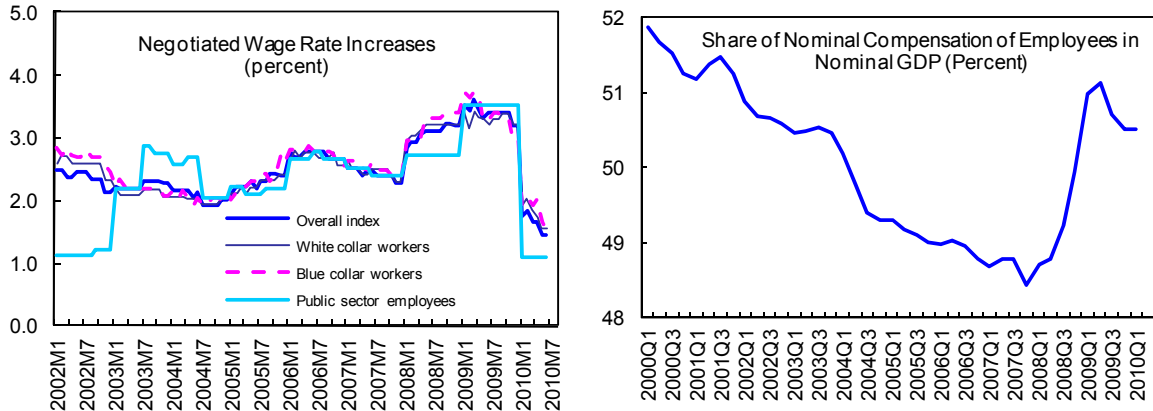 Negotiated Wage Rate Increases
(percent)
5.0
4.0
3.0
2.0
1.0
0.0
Overall index
White collar workers
Blue collar workers
Public sector employees
2002M1
2002M7
2003M1
2003M7
2004M1
2004M7
2005M1
2005M7
2006M1
2006M7
2007M1
2007M7
2008M1
2008M7
2009M1
2009M7
2010M1
2010M7
Share of Nominal Compensation of Employees in
Nominal GDP (Percent)
52
51
50
49
48
2000Q1
2000Q3
2001Q1
2001Q3
2002Q1
2002Q3
2003Q1
2003Q3
2004Q1
2004Q3
2005Q1
2005Q3
2006Q1
2006Q3
2007Q1
2007Q3
2008Q1
2008Q3
2009Q1
2009Q3
2010Q1